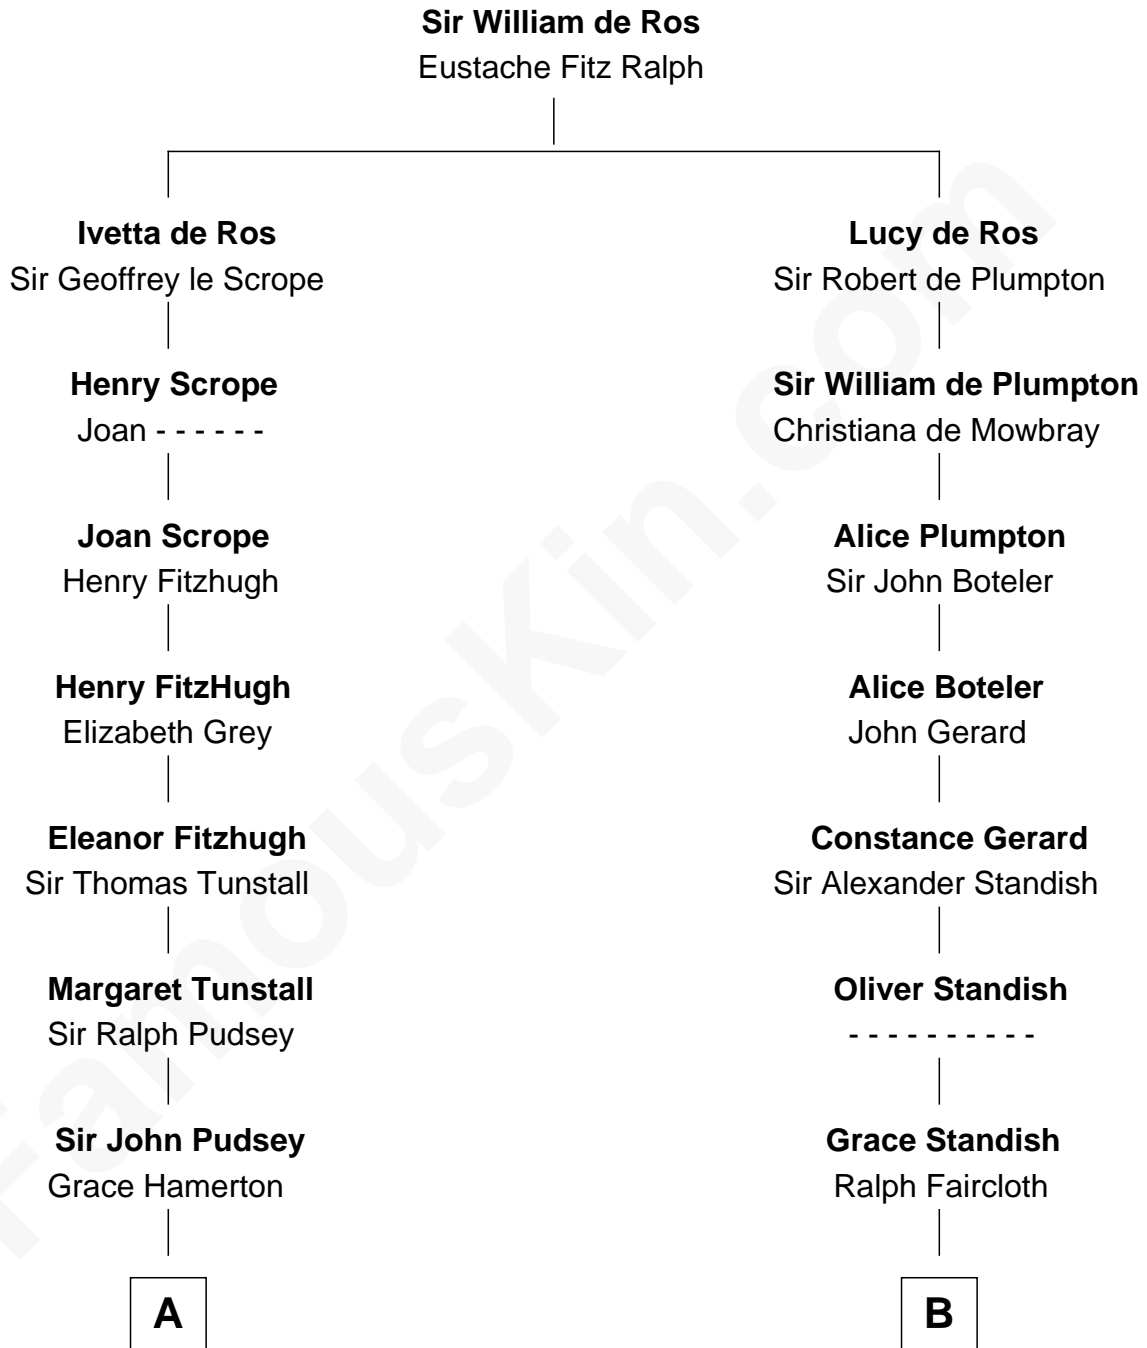 Sir William de Ros
Eustache Fitz Ralph
Ivetta de Ros
Sir Geoffrey le Scrope
Lucy de Ros
Sir Robert de Plumpton
Henry Scrope
Joan - - - - - -
Sir William de Plumpton
Christiana de Mowbray
Joan Scrope
Henry Fitzhugh
Alice Plumpton
Sir John Boteler
Henry FitzHugh
Elizabeth Grey
Alice Boteler
John Gerard
Eleanor Fitzhugh
Sir Thomas Tunstall
Constance Gerard
Sir Alexander Standish
Margaret Tunstall
Sir Ralph Pudsey
Oliver Standish
- - - - - - - - - -
Sir John Pudsey
Grace Hamerton
Grace Standish
Ralph Faircloth
A
B
FamousKin.com